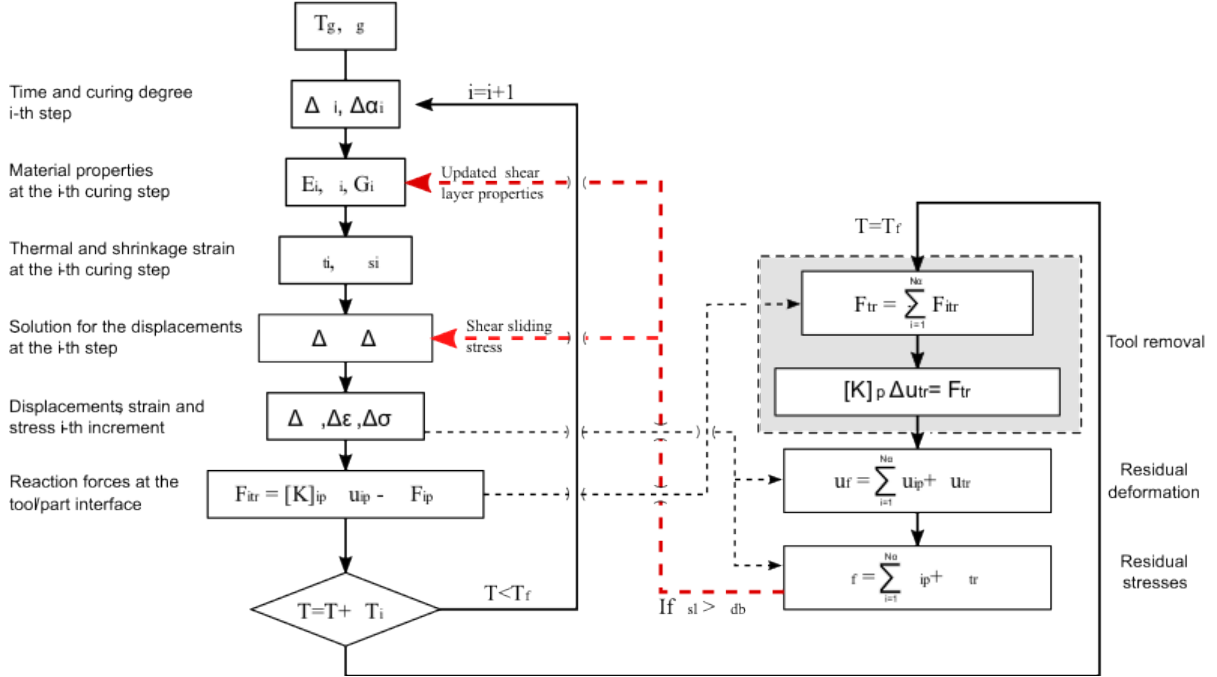 Tg, g
Time and curing degree
i-th step
Δ i, Δαi
i=i+1
Material properties
at the i-th curing step
Ei, i, Gi
Updated shear
layer properties
Thermal and shrinkage strain
at the i-th curing step
ti, si
Solution for the displacements
at the i-th step
Δ Δ
Shear sliding
stress
Displacements strain and
stress i-th increment
Δ ,Δε,Δσ
Reaction forces at the
tool/part interface
Fitr = [K]ip uip - Fip
T=T+ Ti
T<Tf
T=Tf
Ftr = Nα ∑ i=1 Fitr
[K]p Δutr= Ftr
Tool removal
uf = Nα ∑ i=1 uip+ utr
Residual
deformation
f = Nα ∑ i=1 ip+ tr
Residual
stresses
If sl > db